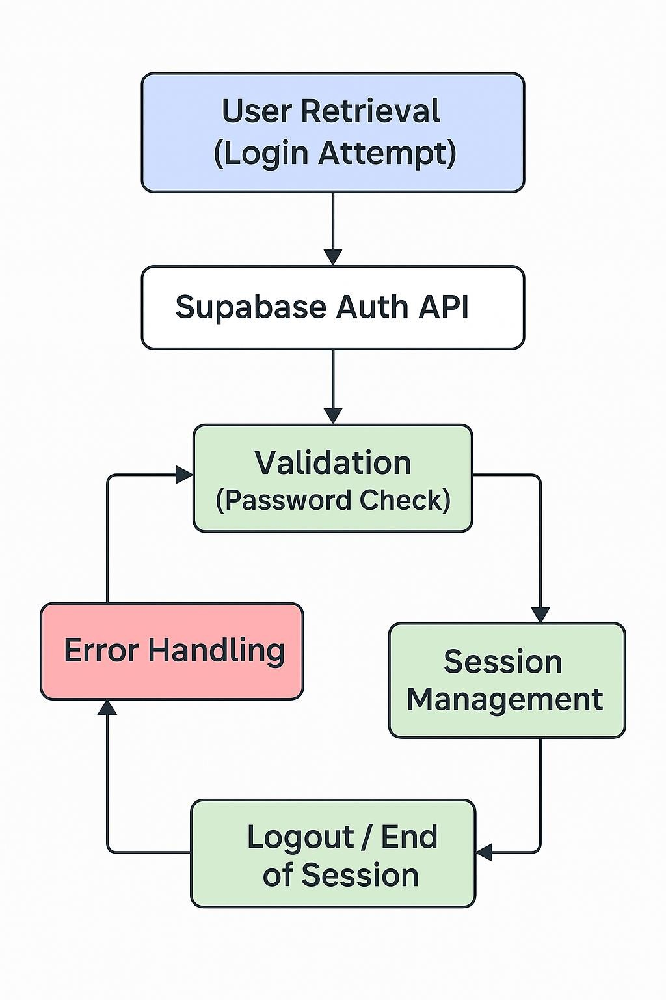 User Retrieval
(Login Attempt)
Supabase Auth API
Validation
(Password Check)
Error Handling
Session
Management
Logout / End
of Session